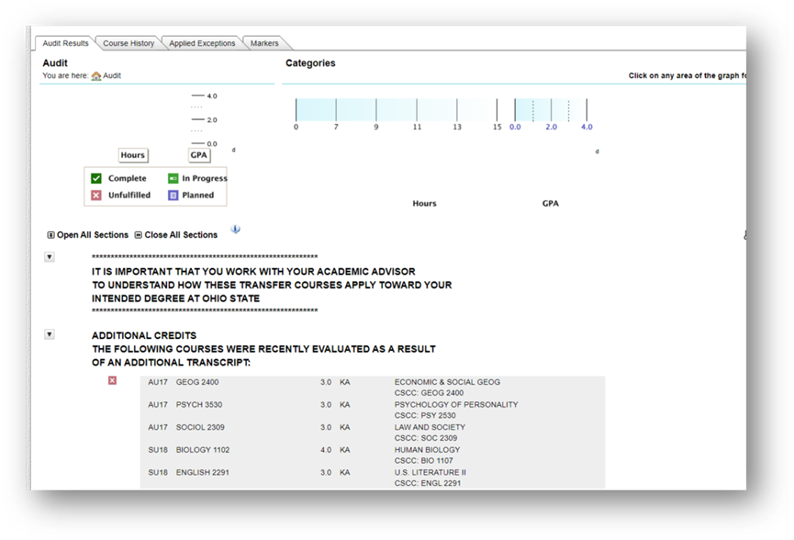 Audit Results Course History Applied Exceptions Markers
Audit
You are here: Audit
4.0
2.0
0.0
d
Hours GPA
Complete In Progress
Unfulfilled Planned
Categories
Click on any area of the graph fo
0 7 9 11 13 15 0.0 2.0 4.0
d
Hours GPA
Open All Sections Close All Sections
************************************************************
IT IS IMPORTANT THAT YOU WORK WITH YOUR ACADEMIC ADVISOR
TO UNDERSTAND HOW THESE TRANSFER COURSES APPLY TOWARD YOUR
INTENDED DEGREE AT OHIO STATE
************************************************************
ADDITIONAL CREDITS
THE FOLLOWING COURSES WERE RECENTLY EVALUATED AS A RESULT
OF AN ADDITIONAL TRANSCRIPT:
AU17 GEOG 2400 3.0 KA ECONOMIC & SOCIAL GEOG
CSCC: GEOG 2400
AU17 PSYCH 3530 3.0 KA PSYCHOLOGY OF PERSONALITY
CSCC: PSY 2530
AU17 SOCIOL 2309 3.0 KA LAW AND SOCIETY
CSCC: SOC 2309
SU18 BIOLOGY 1102 4.0 KA HUMAN BIOLOGY
CSCC: BIO 1107
SU18 ENGLISH 2291 3.0 KA U.S. LITERATURE II
CSCC: ENGL 2291